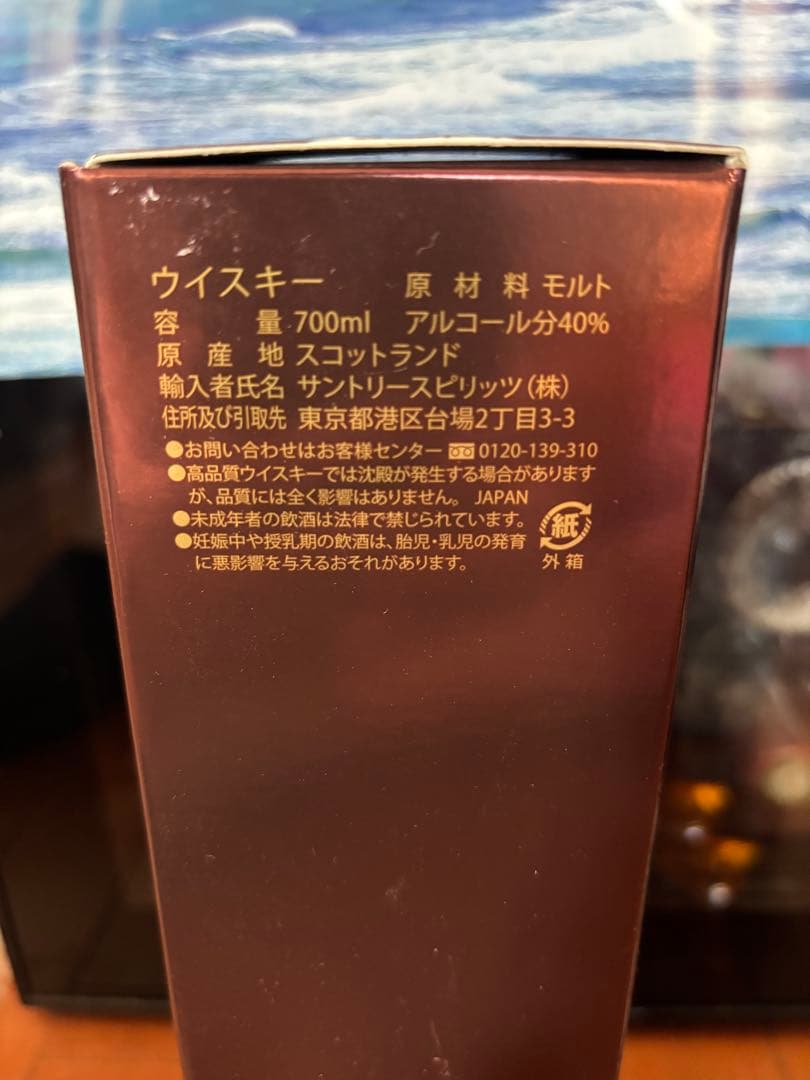 ウイスキー 原材料 モルト
容量 700ml アルコール分40%
原産地 スコットランド
輸入者氏名 サントリースピリッツ(株)
住所及び引取先 東京都港区台場2丁目3-3
●お問い合わせはお客様センター 0120-139-310
●高品質ウイスキーでは沈殿が発生する場合があります
が、品質には全く影響はありません。 JAPAN
●未成年者の飲酒は法律で禁じられています。
●妊娠中や授乳期の飲酒は、胎児・乳児の発育
に悪影響を与えるおそれがあります。
紙
外箱